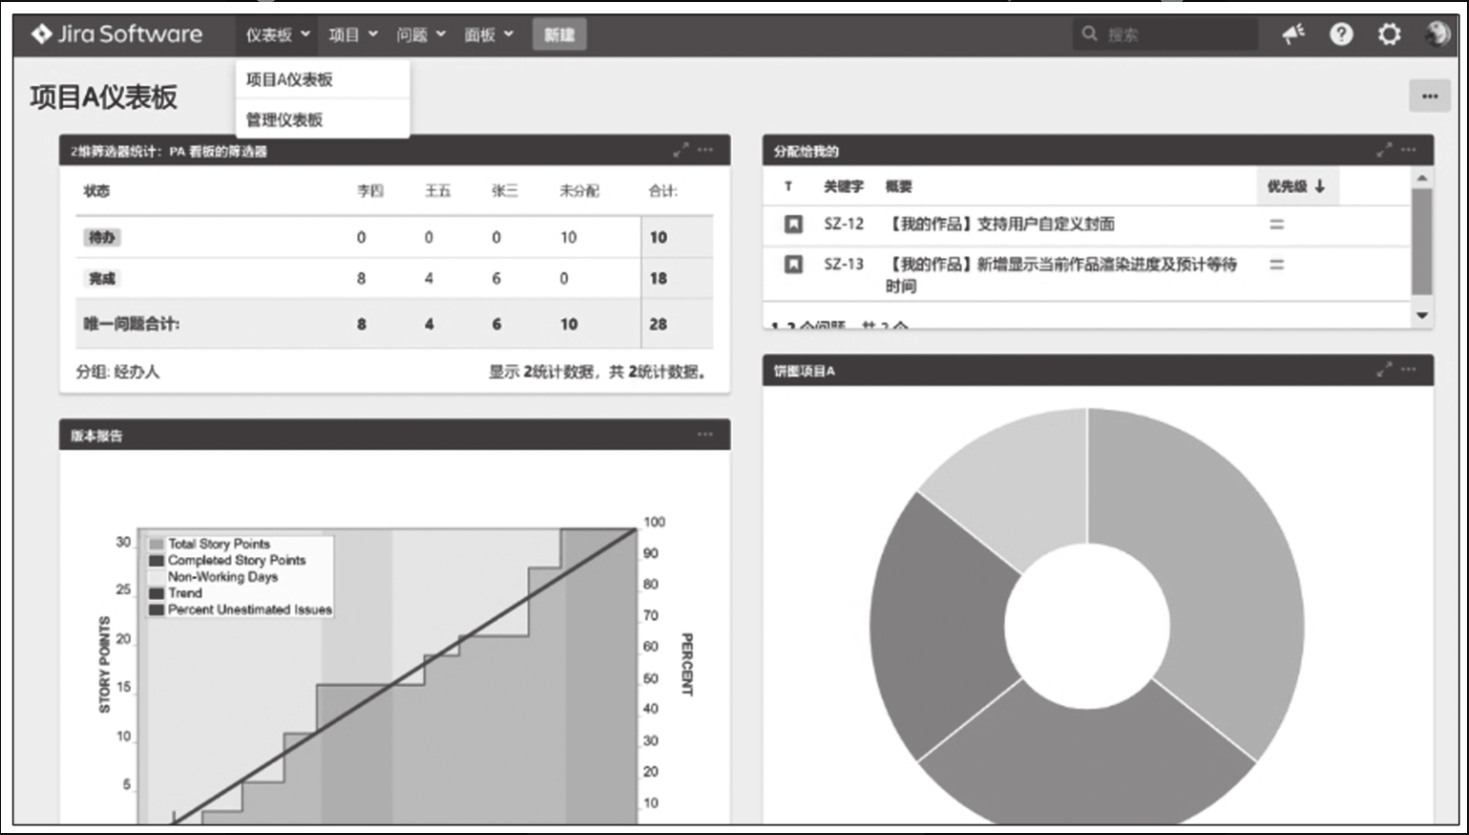 Jira Software 仪表板 项目 问题 面板 新建 搜索
项目A仪表板
管理仪表板
项目A仪表板
2维筛选器统计: PA 看板的筛选器
状态 李四 王五 张三 未分配 合计:
待办 0 0 0 10 10
完成 8 4 6 0 18
唯一问题合计: 8 4 6 10 28
分组: 经办人 显示 2统计数据, 共 2统计数据。
分配给我的
T 关键字 概要 优先级
SZ-12 【我的作品】支持用户自定义封面
SZ-13 【我的作品】新增显示当前作品渲染进度及预计等待
时间
版本报告
30
25
20
15
10
5
STORY POINTS
Total Story Points
Completed Story Points
Non-Working Days
Trend
Percent Unestimated Issues
100
90
80
70
60
50
40
30
20
10
PERCENT
饼图项目A